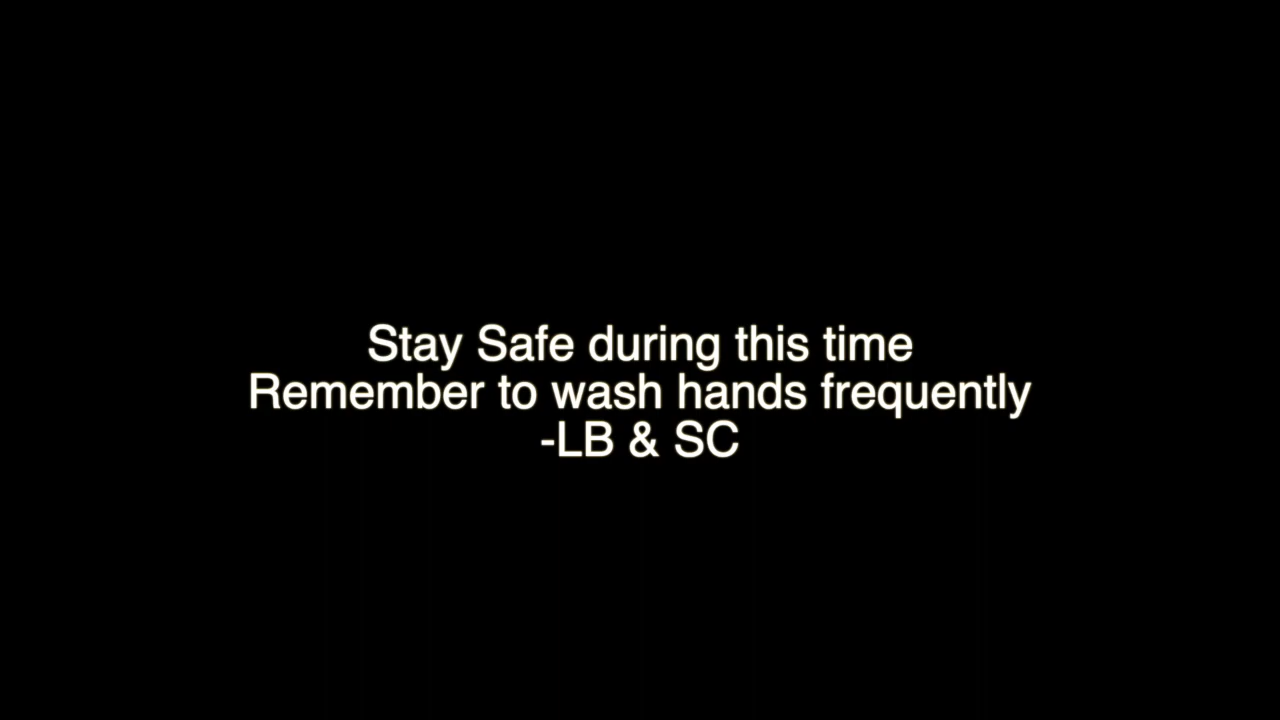 Stay Safe during this time
Remember to wash hands frequently
-LB & SC